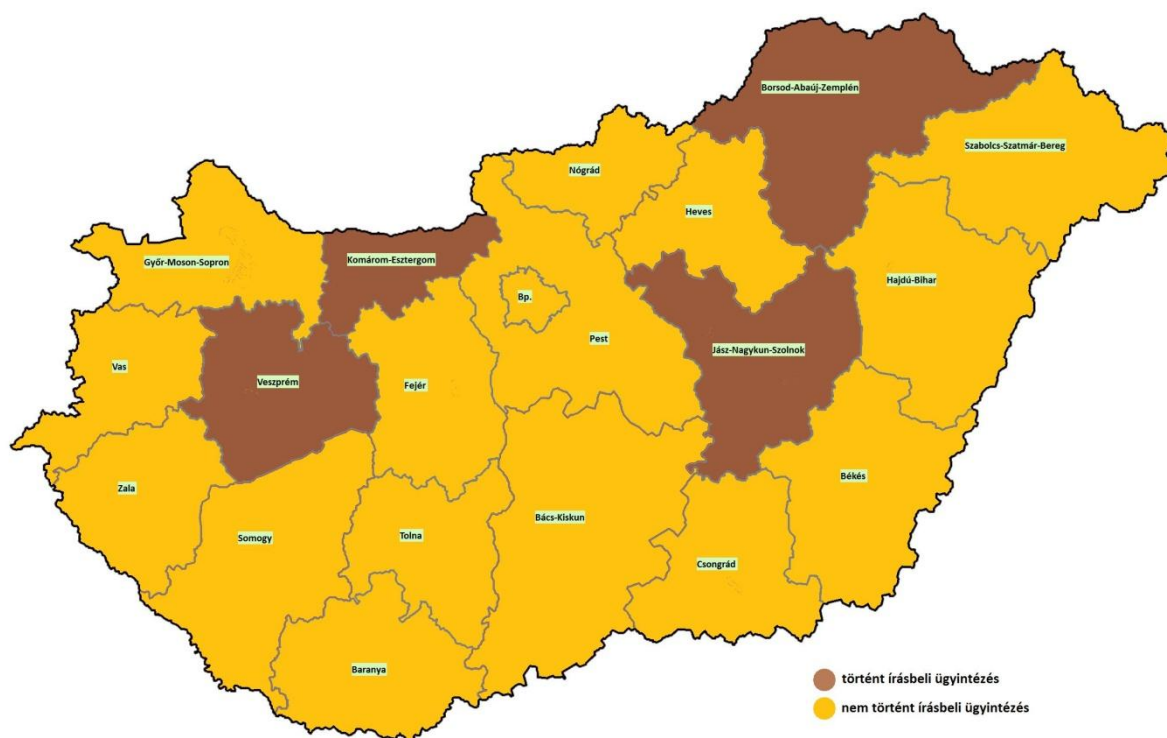 Borsod-Abaúj-Zemplén
Szabolcs-Szatmár-Bereg
Nógrád
Heves
Győr-Moson-Sopron
Komárom-Esztergom
Hajdú-Bihar
Bp.
Pest
Jász-Nagykun-Szolnok
Vas
Veszprém
Fejér
Zala
Békés
Bács-Kiskun
Somogy
Tolna
Csongrád
Baranya
történt írásbeli ügyintézés
nem történt írásbeli ügyintézés